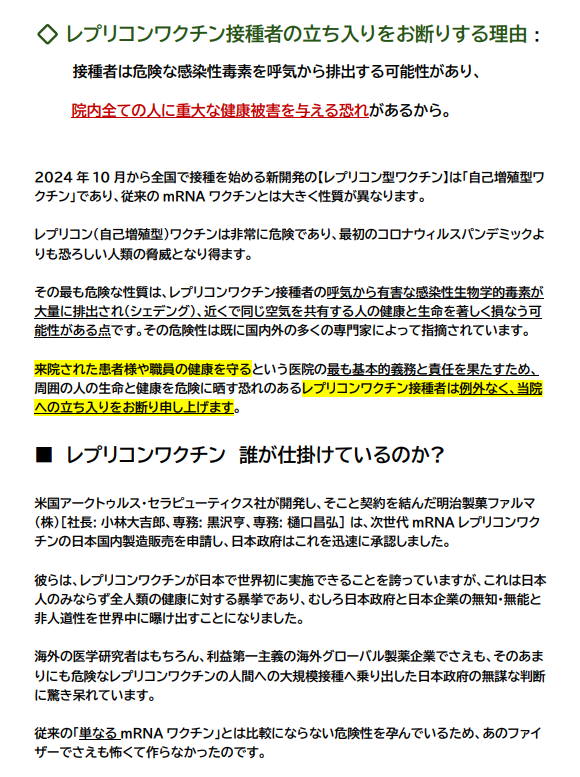 ◇ レプリコンワクチン接種者の立ち入りをお断りする理由：
接種者は危険な感染性毒素を呼気から排出する可能性があり、
院内全ての人に重大な健康被害を与える恐れがあるから。
2024 年 10 月から全国で接種を始める新開発の【レプリコン型ワクチン】は「自己増殖型ワ
クチン」であり、従来の mRNA ワクチンとは大きく性質が異なります。
レプリコン（自己増殖型）ワクチンは非常に危険であり、最初のコロナウィルスパンデミックよ
りも恐ろしい人類の脅威となり得ます。
その最も危険な性質は、レプリコンワクチン接種者の呼気から有害な感染性生物学的毒素が
大量に排出され（シェデング）、近くで同じ空気を共有する人の健康と生命を著しく損なう可
能性がある点です。その危険性は既に国内外の多くの専門家によって指摘されています。
来院された患者様や職員の健康を守るという医院の最も基本的義務と責任を果たすため、
周囲の人の生命と健康を危険に晒す恐れのあるレプリコンワクチン接種者は例外なく、当院
への立ち入りをお断り申し上げます。
■ レプリコンワクチン 誰が仕掛けているのか？
米国アークトゥルス・セラピューティクス社が開発し、そこと契約を結んだ明治製菓ファルマ
（株）［社長: 小林大吉郎、専務: 黒沢亨、専務: 樋口昌弘］ は、次世代 mRNA レプリコンワク
チンの日本国内製造販売を申請し、日本政府はこれを迅速に承認しました。
彼らは、レプリコンワクチンが日本で世界初に実施できることを誇っていますが、これは日本
人のみならず全人類の健康に対する暴挙であり、むしろ日本政府と日本企業の無知・無能と
非人道性を世界中に曝け出すことになりました。
海外の医学研究者はもちろん、利益第一主義の海外グローバル製薬企業でさえも、そのあま
りにも危険なレプリコンワクチンの人間への大規模接種へ乗り出した日本政府の無謀な判断
に驚き呆れています。
従来の「単なる mRNA ワクチン」とは比較にならない危険性を孕んでいるため、あのファイ
ザーでさえも怖くて作らなかったのです。